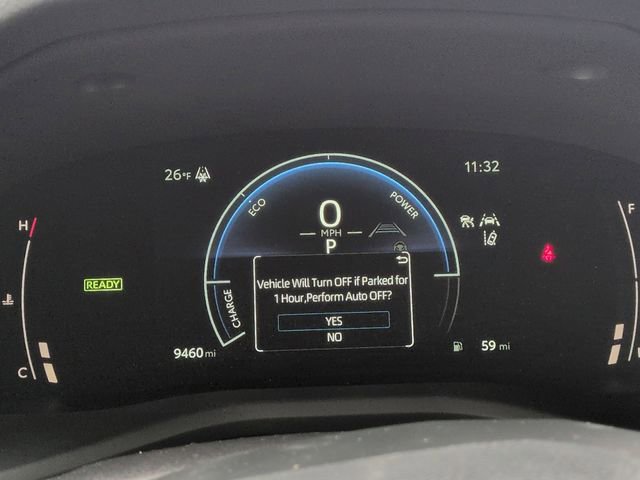 26°F
11:32
ECO
POWER
0
MPH
P
H
F
READY
CHARGE
Vehicle Will Turn OFF if Parked for
1 Hour,Perform Auto OFF?
YES
NO
9460 mi
59 mi
C